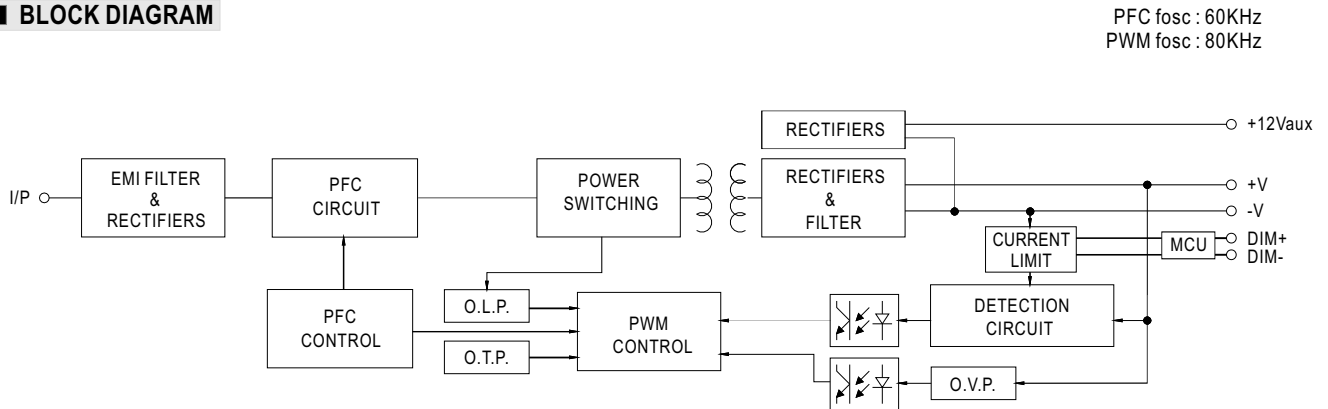 BLOCK DIAGRAM
PFC fosc : 60KHz
PWM fosc : 80KHz
RECTIFIERS
+12Vaux
I/P
EMI FILTER
&
RECTIFIERS
PFC
CIRCUIT
POWER
SWITCHING
RECTIFIERS
&
FILTER
+V
-V
CURRENT
LIMIT
MCU
DIM+
DIM-
PFC
CONTROL
O.L.P.
O.T.P.
PWM
CONTROL
DETECTION
CIRCUIT
O.V.P.